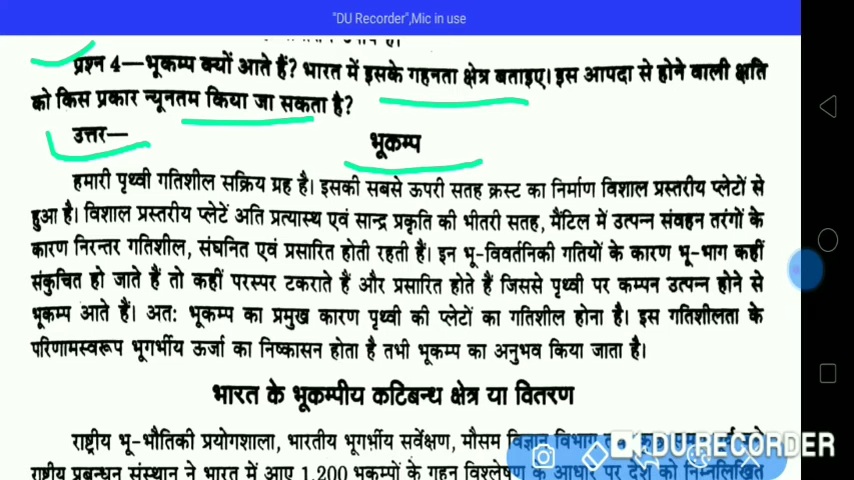 "DU Recorder",Mic in use
प्रश्न 4—भूकम्प क्यों आते हैं? भारत में इसके गहनता क्षेत्र बताइए। इस आपदा से होने वाली क्षति
को किस प्रकार न्यूनतम किया जा सकता है?
उत्तर—
भूकम्प
हमारी पृथ्वी गतिशील सक्रिय ग्रह है। इसकी सबसे ऊपरी सतह क्रस्ट का निर्माण विशाल प्रस्तरीय प्लेटों से
हुआ है। विशाल प्रस्तरीय प्लेटें अति प्रत्यास्थ एवं सान्द्र प्रकृति की भीतरी सतह, मैंटिल में उत्पन्न संवहन तरंगों के
कारण निरन्तर गतिशील, संघनित एवं प्रसारित होती रहती हैं। इन भू-विवर्तनिकी गतियों के कारण भू-भाग कहीं
संकुचित हो जाते हैं तो कहीं परस्पर टकराते हैं और प्रसारित होते हैं जिससे पृथ्वी पर कम्पन उत्पन्न होने से
भूकम्प आते हैं। अतः भूकम्प का प्रमुख कारण पृथ्वी की प्लेटों का गतिशील होना है। इस गतिशीलता के
परिणामस्वरूप भूगर्भीय ऊर्जा का निष्कासन होता है तभी भूकम्प का अनुभव किया जाता है।
भारत के भूकम्पीय कटिबन्ध क्षेत्र या वितरण
राष्ट्रीय भू-भौतिकी प्रयोगशाला, भारतीय भूगर्भीय सर्वेक्षण, मौसम विज्ञान विभाग
DU RECORDER
राष्ट्रीय प्रबन्धन संस्थान ने भारत में आए 1,200 भूकम्पों के गहन विश्लेषण के आधार पर देश को निम्नलिखित